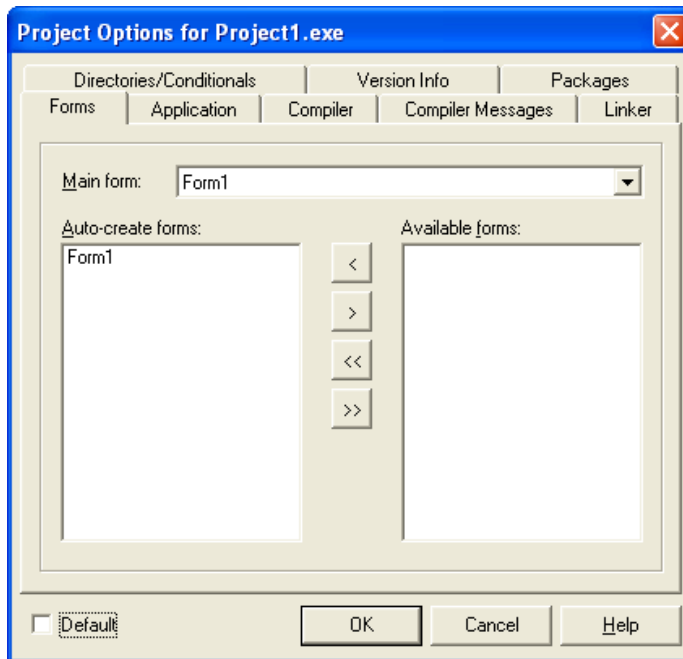 Project Options for Project1.exe
Directories/Conditionals Version Info Packages
Forms Application Compiler Compiler Messages Linker
Main form: Form1
Auto-create forms: Available forms:
Form1
<
>
<<
>>
Default OK Cancel Help